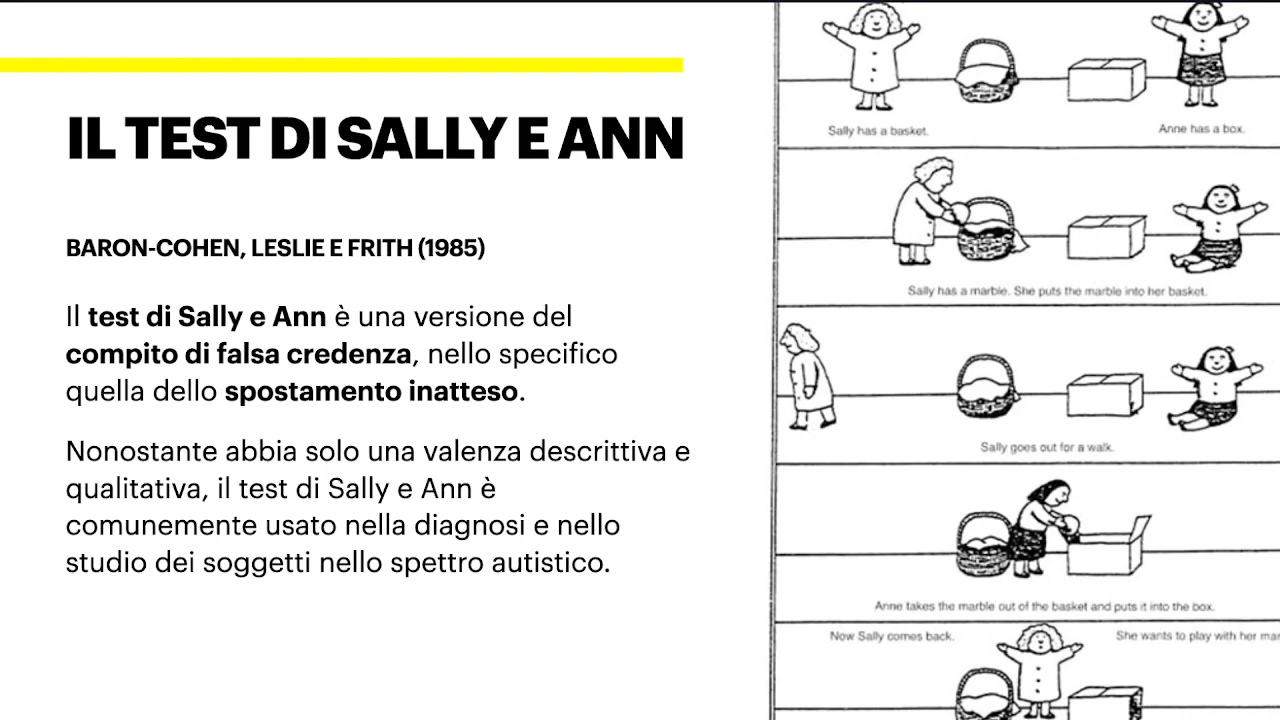 IL TEST DI SALLY E ANN
BARON-COHEN, LESLIE E FRITH (1985)
Il test di Sally e Ann è una versione del
compito di falsa credenza, nello specifico
quella dello spostamento inatteso.
Nonostante abbia solo una valenza descrittiva e
qualitativa, il test di Sally e Ann è
comunemente usato nella diagnosi e nello
studio dei soggetti nello spettro autistico.
Sally has a basket.
Anne has a box.
Sally has a marble. She puts the marble into her basket.
Sally goes out for a walk.
Anne takes the marble out of the basket and puts it into the box.
Now Sally comes back.
She wants to play with her